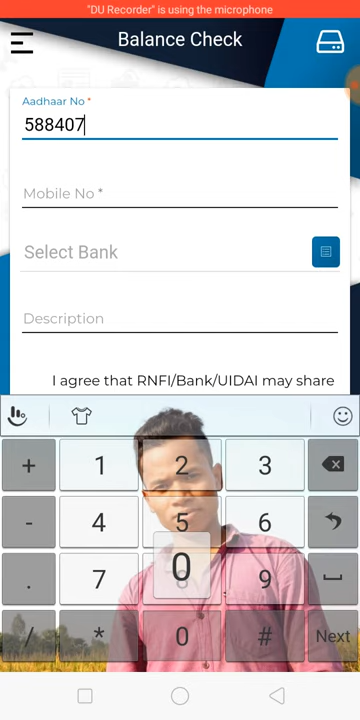 "DU Recorder" is using the microphone
Balance Check
Aadhaar No *
588407
Mobile No *
Select Bank
Description
I agree that RNFI/Bank/UIDAI may share
+ 1 2 3
- 4 5 6
0
. 7 9
/ * 0 # Next